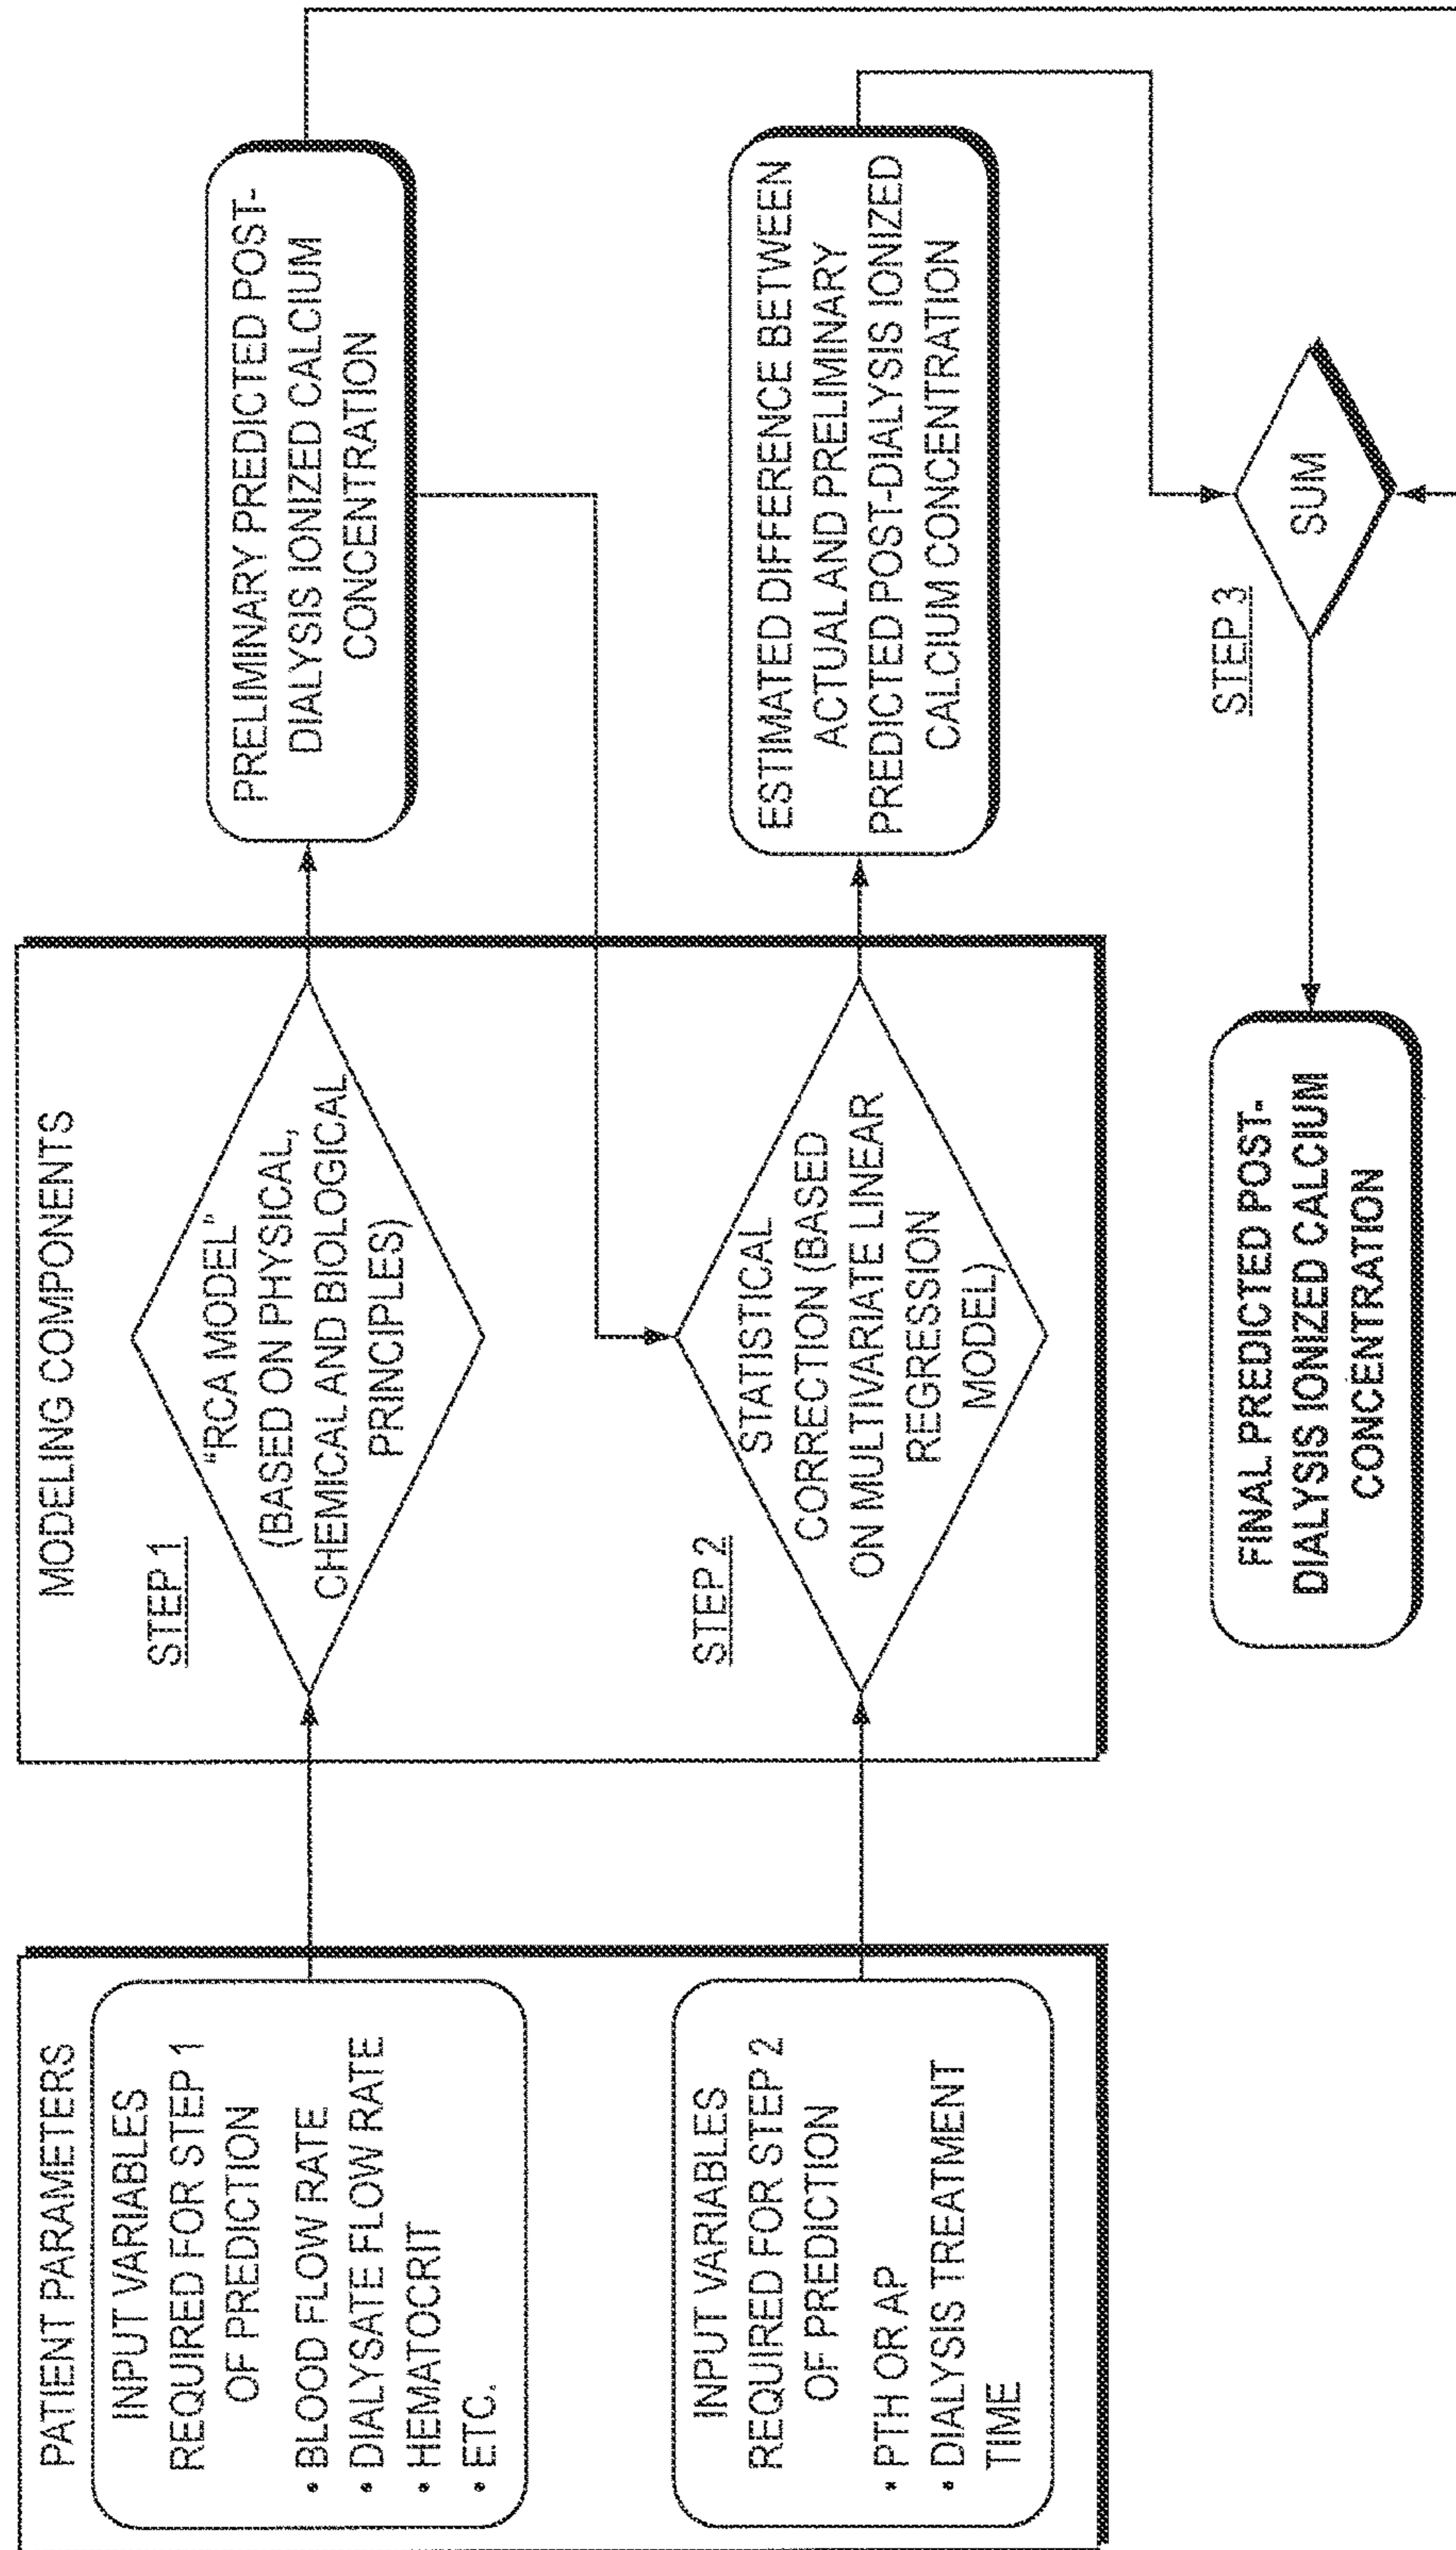 PATIENT PARAMETERS
INPUT VARIABLES
REQUIRED FOR STEP 1
OF PREDICTION
• BLOOD FLOW RATE
• DIALYSATE FLOW RATE
• HEMATOCRIT
• ETC.
INPUT VARIABLES
REQUIRED FOR STEP 2
OF PREDICTION
• PTH OR AP
• DIALYSIS TREATMENT
TIME
MODELING COMPONENTS
STEP 1
"RCA MODEL"
(BASED ON PHYSICAL,
CHEMICAL AND BIOLOGICAL
PRINCIPLES)
STEP 2
STATISTICAL
CORRECTION (BASED
ON MULTIVARIATE LINEAR
REGRESSION
MODEL)
PRELIMINARY PREDICTED POST-
DIALYSIS IONIZED CALCIUM
CONCENTRATION
ESTIMATED DIFFERENCE BETWEEN
ACTUAL AND PRELIMINARY
PREDICTED POST-DIALYSIS IONIZED
CALCIUM CONCENTRATION
STEP 3
SUM
FINAL PREDICTED POST-
DIALYSIS IONIZED CALCIUM
CONCENTRATION